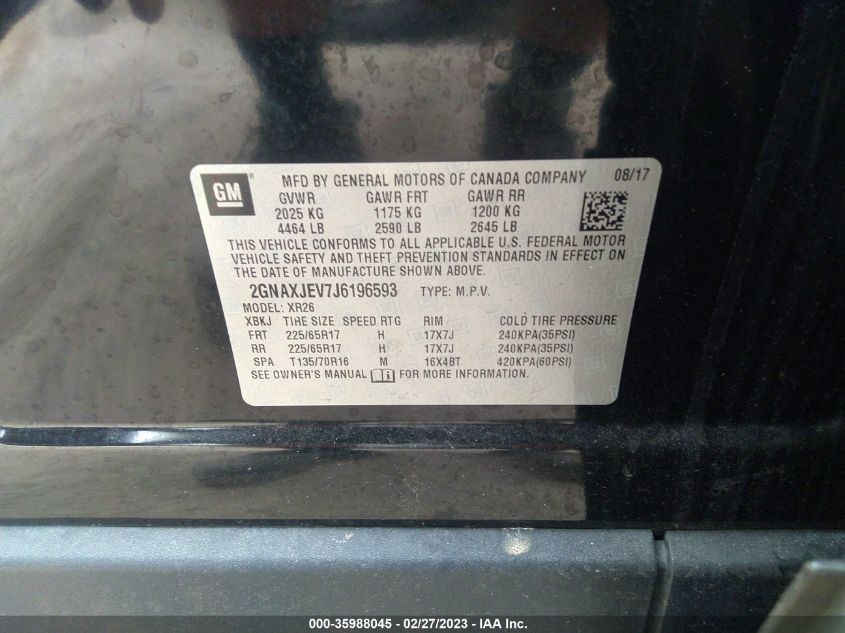 GM ® MFD BY GENERAL MOTORS OF CANADA COMPANY 08/17
GVWR GAWR FRT GAWR RR
2025 KG 1175 KG 1200 KG
4464 LB 2590 LB 2645 LB
THIS VEHICLE CONFORMS TO ALL APPLICABLE U.S. FEDERAL MOTOR
VEHICLE SAFETY AND THEFT PREVENTION STANDARDS IN EFFECT ON
THE DATE OF MANUFACTURE SHOWN ABOVE.
2GNAXJEV7J6196593 TYPE: M.P.V.
MODEL: XR26
XBKJ TIRE SIZE SPEED RTG RIM COLD TIRE PRESSURE
FRT 225/65R17 H 17X7J 240KPA(35PSI)
RR 225/65R17 H 17X7J 240KPA(35PSI)
SPA T135/70R16 M 16X4BT 420KPA(60PSI)
SEE OWNER'S MANUAL FOR MORE INFORMATION.
000-35988045 - 02/27/2023 - © IAA Inc.